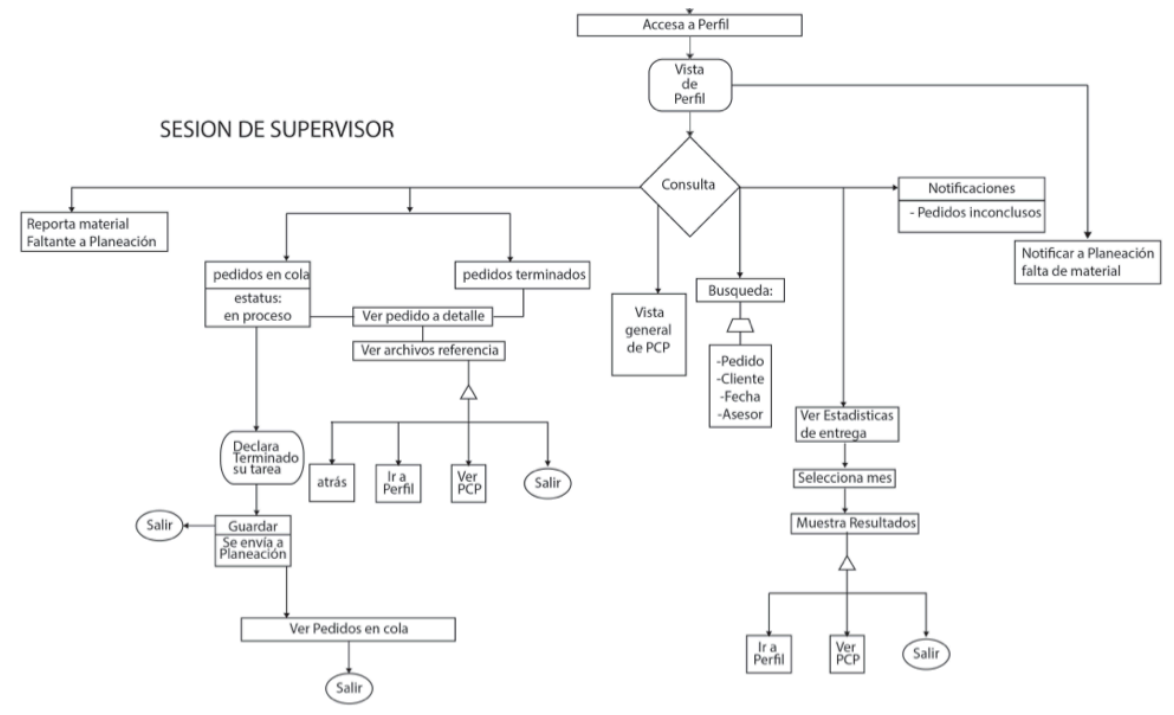 Accesa a Perfil
Vista
de
Perfil
SESION DE SUPERVISOR
Consulta
Notificaciones
- Pedidos inconclusos
Reporta material
Faltante a Planeación
Notificar a Planeación
falta de material
pedidos en cola
estatus:
en proceso
pedidos terminados
Ver pedido a detalle
Ver archivos referencia
Vista
general
de PCP
Busqueda:
-Pedido
-Cliente
-Fecha
-Asesor
Ver Estadisticas
de entrega
Selecciona mes
Muestra Resultados
Declara
Terminado
su tarea
atrás
Ir a
Perfil
Ver
PCP
Salir
Salir
Guardar
Se envía a
Planeación
Ver Pedidos en cola
Salir
Ir a
Perfil
Ver
PCP
Salir